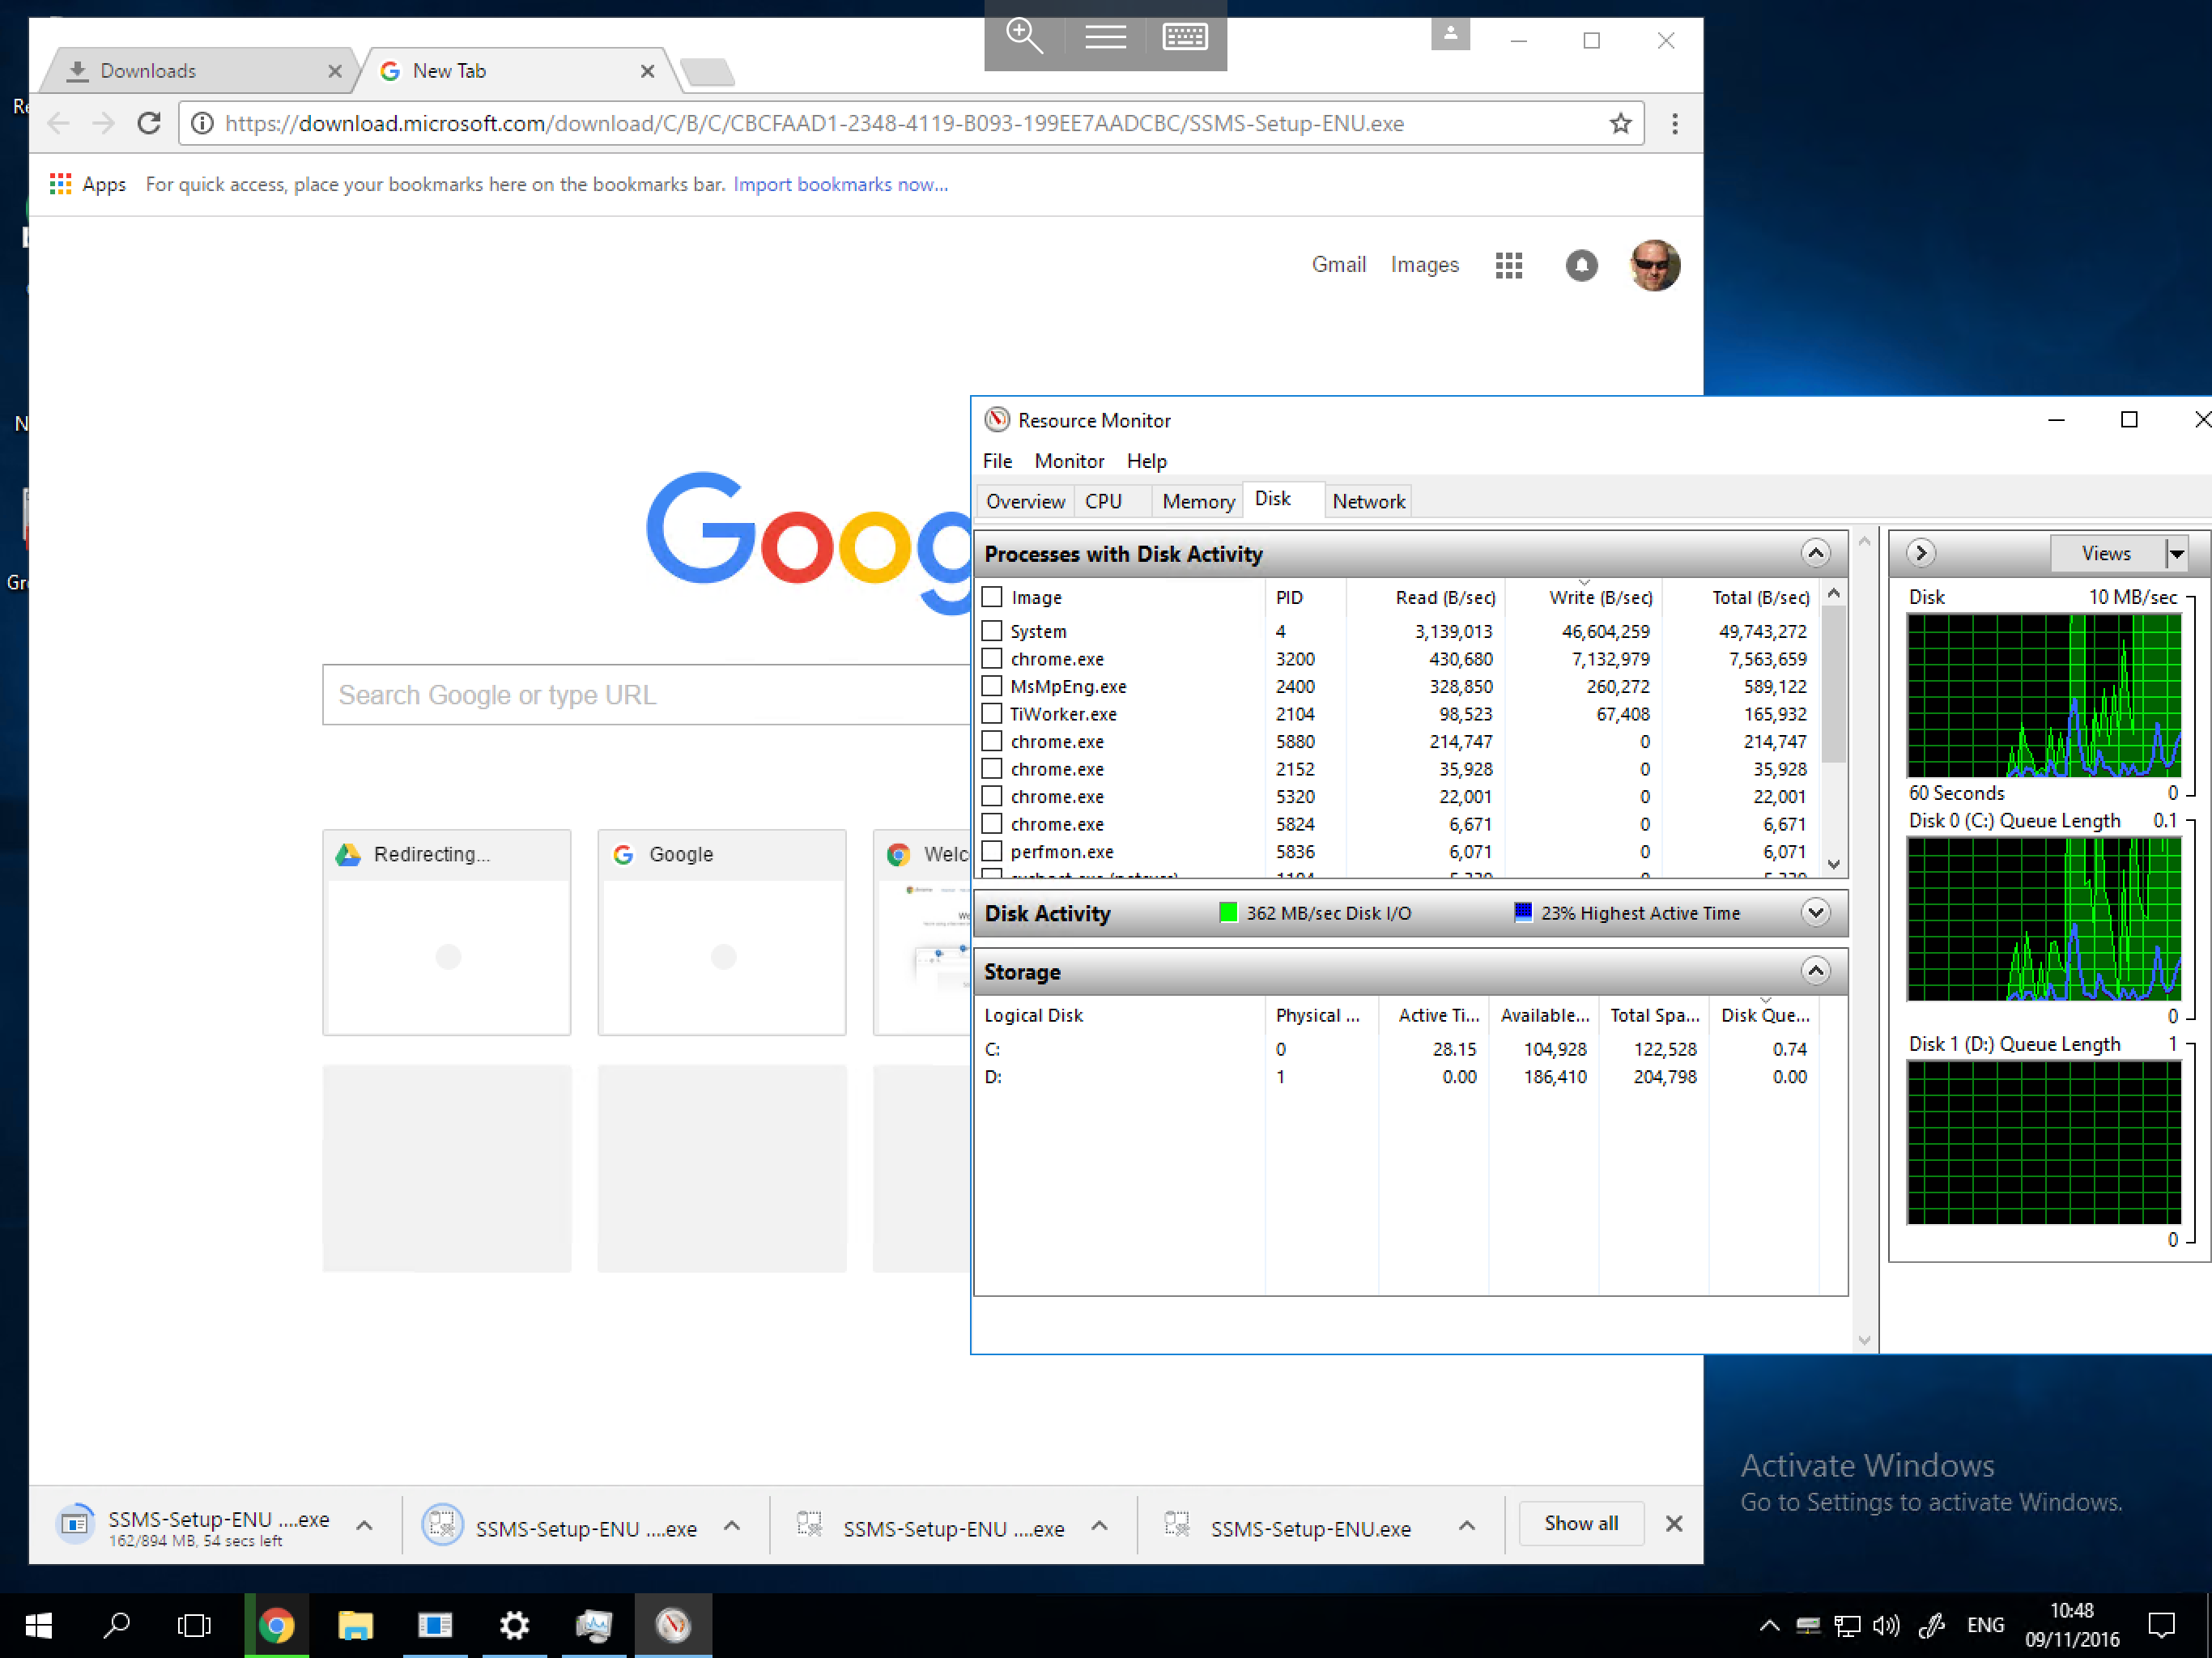 Downloads
New Tab
https://download.microsoft.com/download/C/B/C/CBCFAAD1-2348-4119-B093-199EE7AADCBC/SSMS-Setup-ENU.exe
Apps For quick access, place your bookmarks here on the bookmarks bar. Import bookmarks now...
Gmail Images
Goog
Search Google or type URL
Redirecting... Google Welc
Resource Monitor
File Monitor Help
Overview CPU Memory Disk Network
Processes with Disk Activity
Image PID Read (B/sec) Write (B/sec) Total (B/sec)
System 4 3,139,013 46,604,259 49,743,272
chrome.exe 3200 430,680 7,132,979 7,563,659
MsMpEng.exe 2400 328,850 260,272 589,122
TiWorker.exe 2104 98,523 67,408 165,932
chrome.exe 5880 214,747 0 214,747
chrome.exe 2152 35,928 0 35,928
chrome.exe 5320 22,001 0 22,001
chrome.exe 5824 6,671 0 6,671
perfmon.exe 5836 6,071 0 6,071
Disk Activity 362 MB/sec Disk I/O 23% Highest Active Time
Storage
Logical Disk Physical ... Active Ti... Available... Total Spa... Disk Que...
C: 0 28.15 104,928 122,528 0.74
D: 1 0.00 186,410 204,798 0.00
Views
Disk 10 MB/sec
60 Seconds 0
Disk 0 (C:) Queue Length 0.1
0
Disk 1 (D:) Queue Length 1
0
Activate Windows
Go to Settings to activate Windows.
SSMS-Setup-ENU ....exe
162/894 MB, 54 secs left
SSMS-Setup-ENU ....exe
SSMS-Setup-ENU ....exe
SSMS-Setup-ENU.exe
Show all
ENG
10:48
09/11/2016